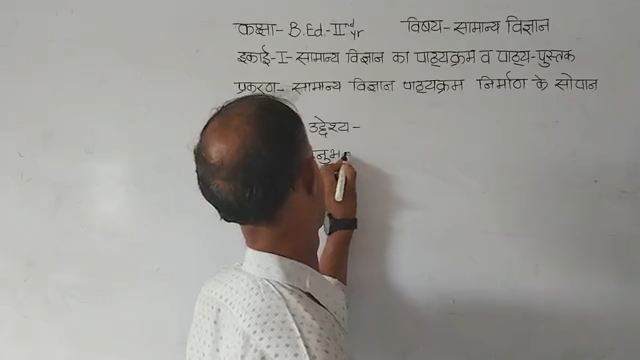 कक्षा- B.Ed.-IInd yr विषय-सामान्य विज्ञान
इकाई-I-सामान्य विज्ञान का पाठ्यक्रम व पाठ्य-पुस्तक
प्रकरण-सामान्य विज्ञान पाठ्यक्रम निर्माण के सोपान
उद्देश्य-